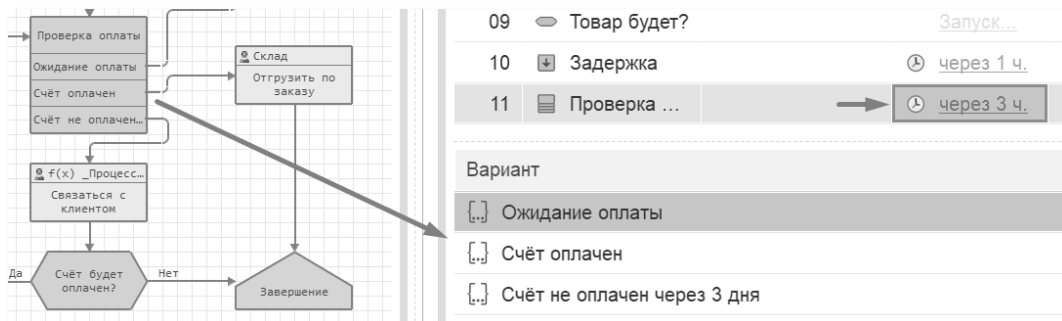 Проверка оплаты
Ожидание оплаты
Счёт оплачен
Счёт не оплачен…
Склад
Отгрузить по
заказу
f(x) _Процесс…
Связаться с
клиентом
Да
Счёт будет
оплачен?
Нет
Завершение
09 Товар будет? Запуск...
10 Задержка через 1 ч.
11 Проверка ... через 3 ч.
Вариант
{..} Ожидание оплаты
{..} Счёт оплачен
{..} Счёт не оплачен через 3 дня